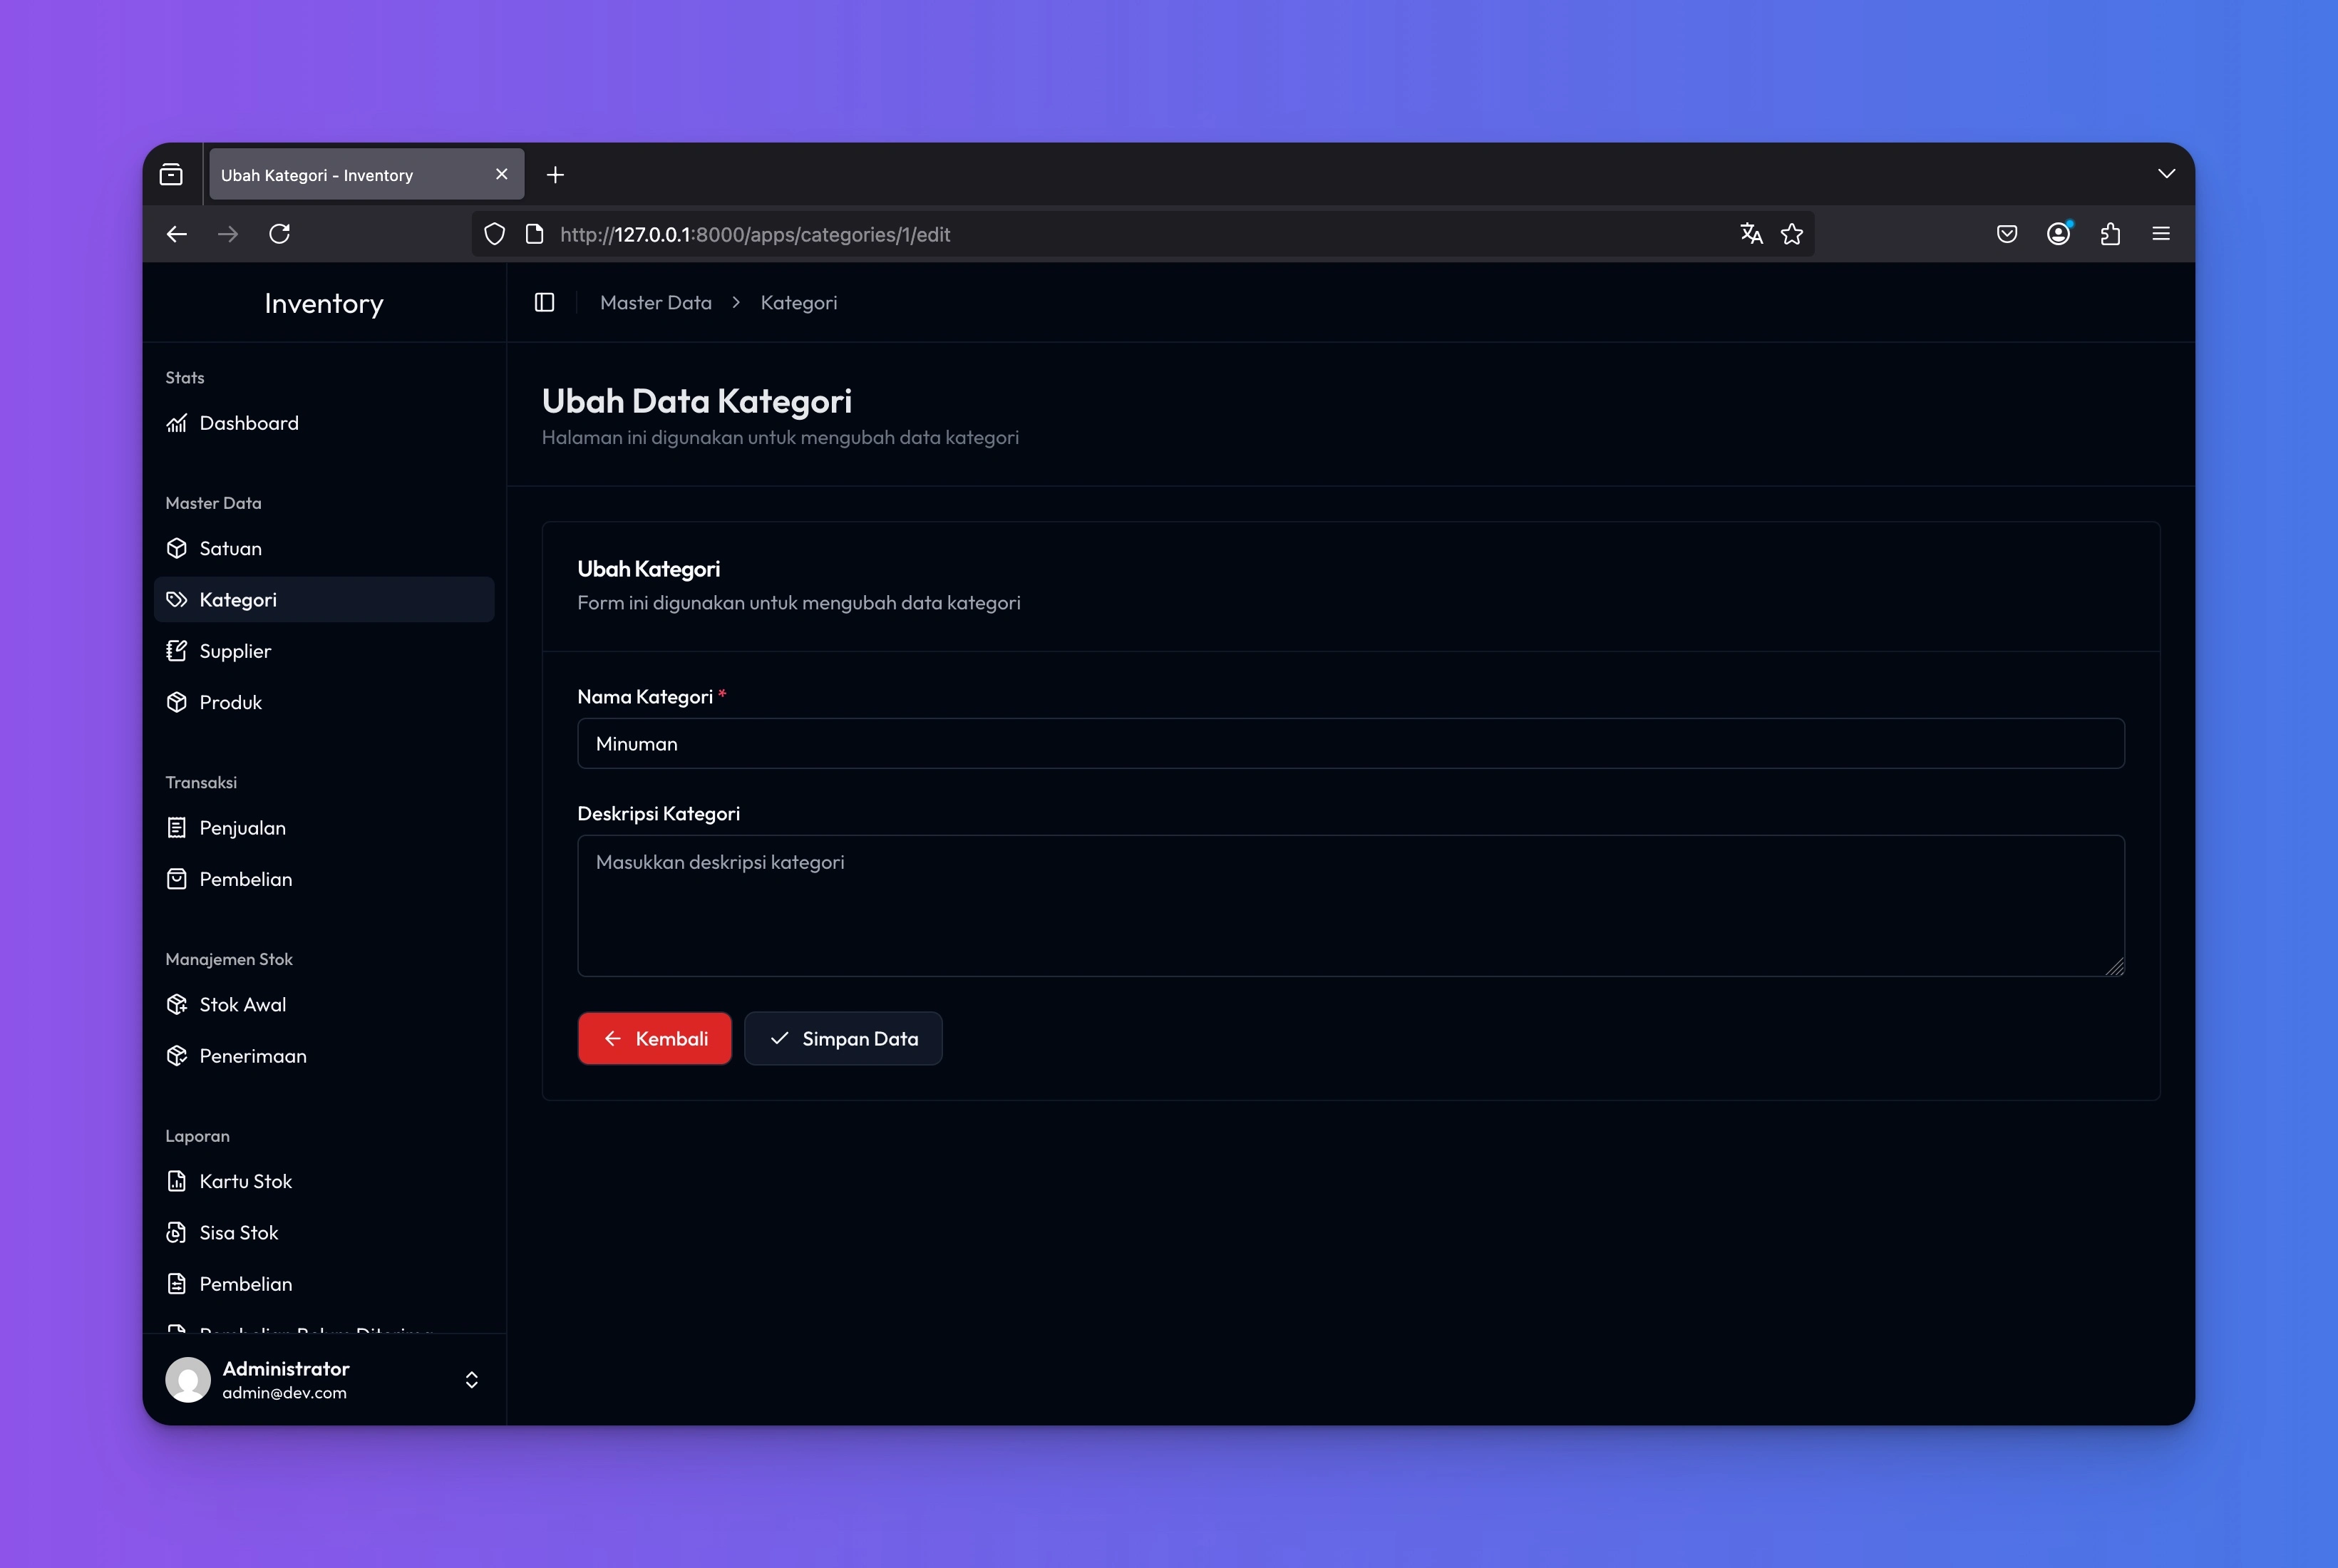 Ubah Kategori - Inventory
http://127.0.0.1:8000/apps/categories/1/edit
Inventory
Master Data > Kategori
Stats
Dashboard
Master Data
Satuan
Kategori
Supplier
Produk
Transaksi
Penjualan
Pembelian
Manajemen Stok
Stok Awal
Penerimaan
Laporan
Kartu Stok
Sisa Stok
Pembelian
Administrator
admin@dev.com
Ubah Data Kategori
Halaman ini digunakan untuk mengubah data kategori
Ubah Kategori
Form ini digunakan untuk mengubah data kategori
Nama Kategori *
Minuman
Deskripsi Kategori
Masukkan deskripsi kategori
Kembali
Simpan Data